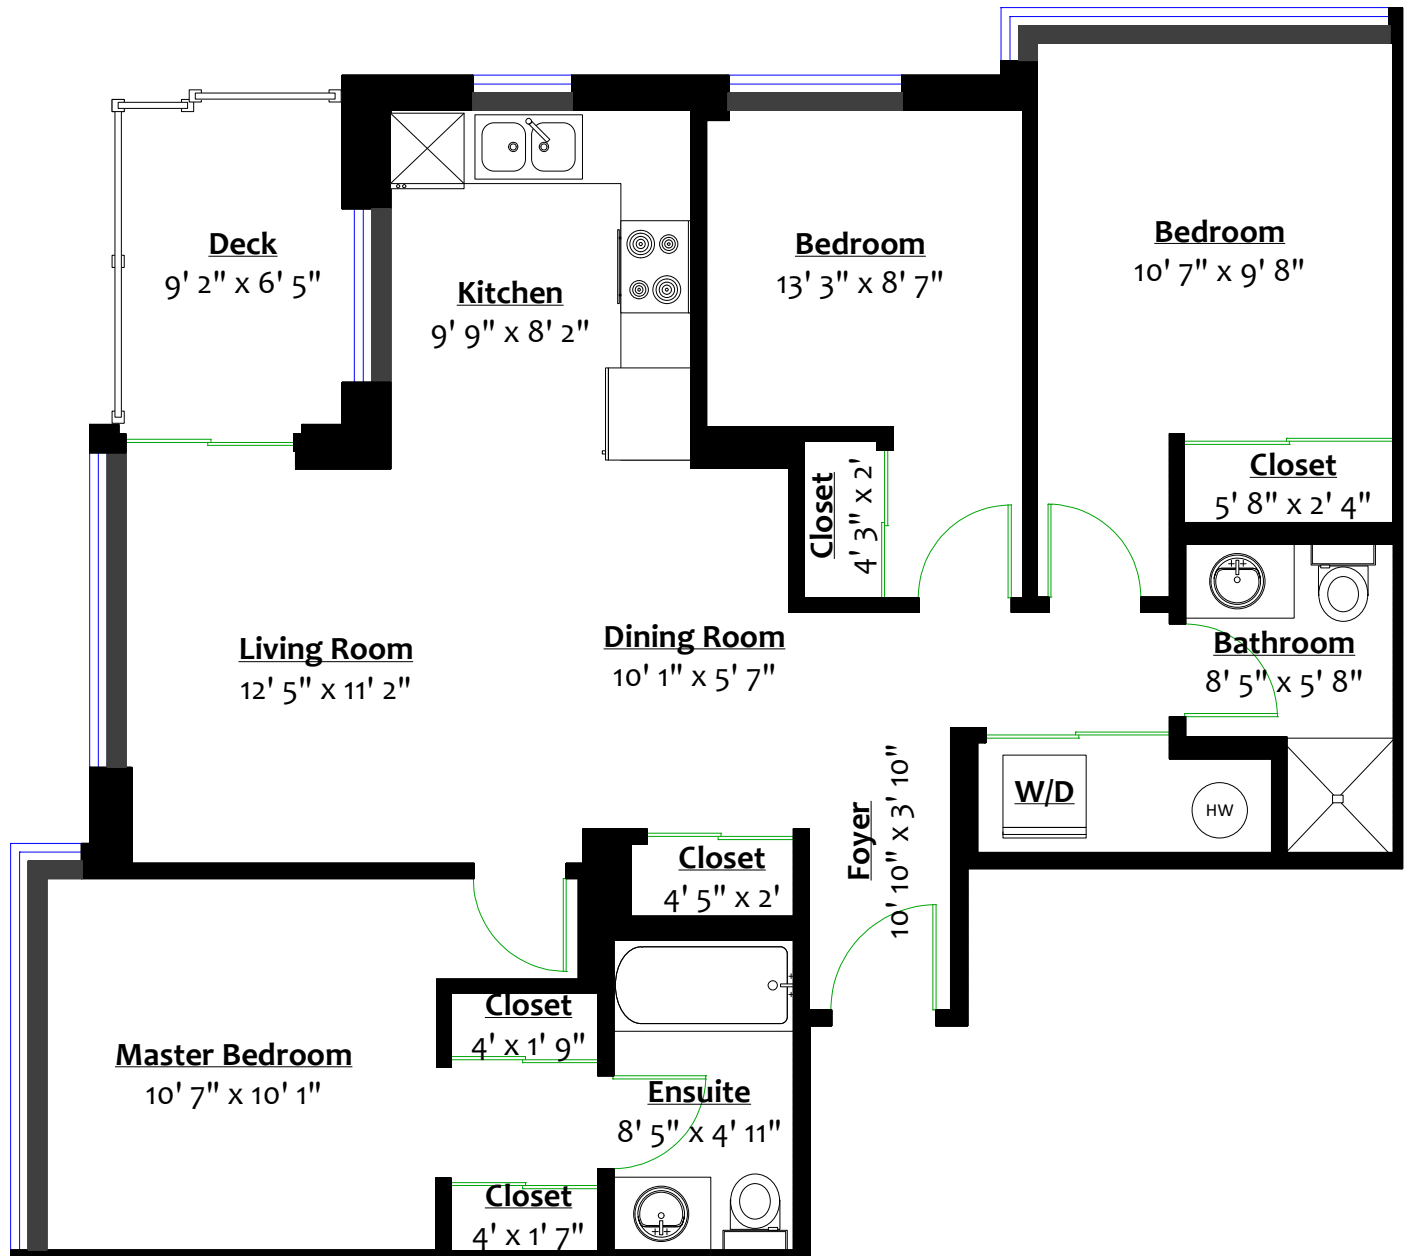 Deck
9' 2" x 6' 5"
Kitchen
9' 9" x 8' 2"
Bedroom
13' 3" x 8' 7"
Bedroom
10' 7" x 9' 8"
Closet
5' 8" x 2' 4"
Closet
4' 3" x 2'
Living Room
12' 5" x 11' 2"
Dining Room
10' 1" x 5' 7"
Bathroom
8' 5" x 5' 8"
W/D
HW
Foyer
10' 10" x 3' 10"
Closet
4' 5" x 2'
Closet
4' x 1' 9"
Master Bedroom
10' 7" x 10' 1"
Ensuite
8' 5" x 4' 11"
Closet
4' x 1' 7"